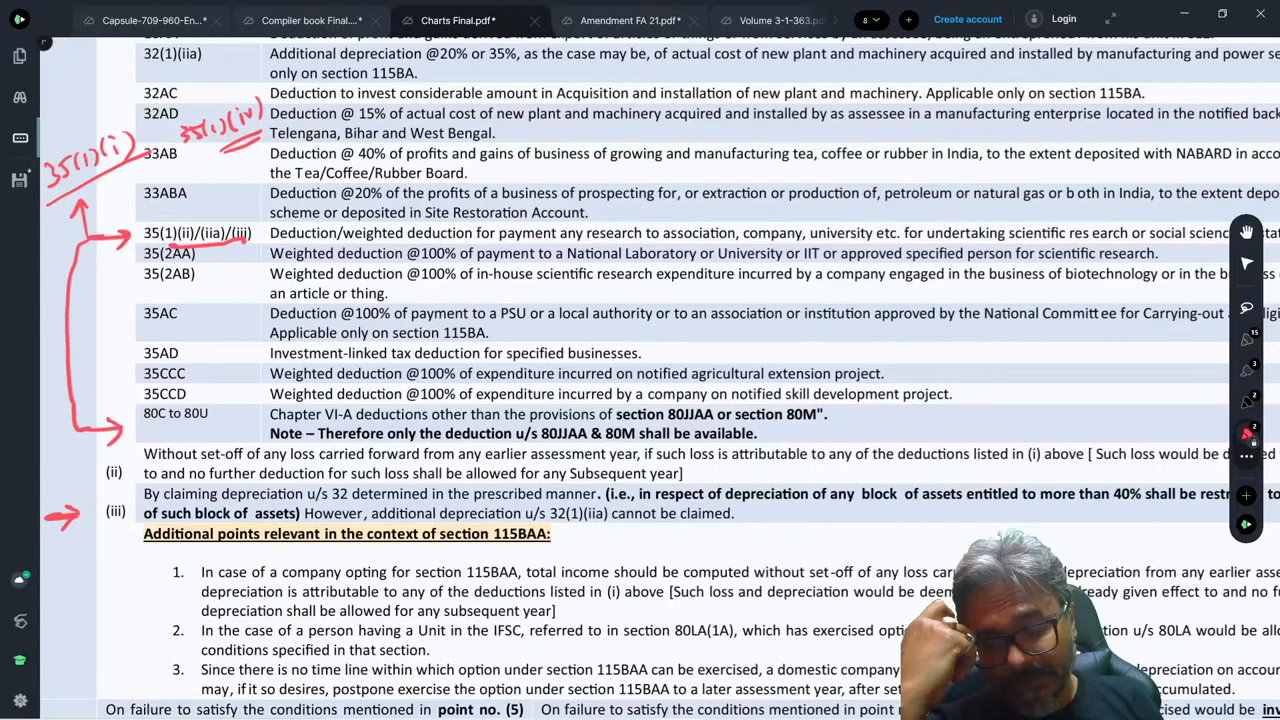 Capsule-709-960-En...*
Compiler book Final....*
Charts Final.pdf*
Amendment FA 21.pdf*
Volume 3-1-363.pd
8
Create account
Login
32(1)(iia) Additional depreciation @20% or 35%, as the case may be, of actual cost of new plant and machinery acquired and installed by manufacturing and power se
only on section 115BA.
32AC Deduction to invest considerable amount in Acquisition and installation of new plant and machinery. Applicable only on section 115BA.
32AD Deduction @ 15% of actual cost of new plant and machinery acquired and installed by as assessee in a manufacturing enterprise located in the notified back
Telengana, Bihar and West Bengal.
35(1)(iv)
35(1)(i)
33AB Deduction @ 40% of profits and gains of business of growing and manufacturing tea, coffee or rubber in India, to the extent deposited with NABARD in acco
the Tea/Coffee/Rubber Board.
33ABA Deduction @20% of the profits of a business of prospecting for, or extraction or production of, petroleum or natural gas or b oth in India, to the extent depo
scheme or deposited in Site Restoration Account.
35(1)(ii)/(iia)/(iii) Deduction/weighted deduction for payment any research to association, company, university etc. for undertaking scientific res earch or social scienc
35(2AA) Weighted deduction @100% of payment to a National Laboratory or University or IIT or approved specified person for scientific research.
35(2AB) Weighted deduction @100% of in-house scientific research expenditure incurred by a company engaged in the business of biotechnology or in the b
an article or thing.
35AC Deduction @100% of payment to a PSU or a local authority or to an association or institution approved by the National Committee for Carrying-out
Applicable only on section 115BA.
35AD Investment-linked tax deduction for specified businesses.
35CCC Weighted deduction @100% of expenditure incurred on notified agricultural extension project.
35CCD Weighted deduction @100% of expenditure incurred by a company on notified skill development project.
80C to 80U Chapter VI-A deductions other than the provisions of section 80JJAA or section 80M".
Note – Therefore only the deduction u/s 80JJAA & 80M shall be available.
Without set-off of any loss carried forward from any earlier assessment year, if such loss is attributable to any of the deductions listed in (i) above [ Such loss would be d
(ii) to and no further deduction for such loss shall be allowed for any Subsequent year]
By claiming depreciation u/s 32 determined in the prescribed manner. (i.e., in respect of depreciation of any block of assets entitled to more than 40% shall be restr
(iii) of such block of assets) However, additional depreciation u/s 32(1)(iia) cannot be claimed.
Additional points relevant in the context of section 115BAA:
1. In case of a company opting for section 115BAA, total income should be computed without set-off of any loss car depreciation from any earlier asse
depreciation is attributable to any of the deductions listed in (i) above [Such loss and depreciation would be deem already given effect to and no fu
depreciation shall be allowed for any subsequent year]
2. In the case of a person having a Unit in the IFSC, referred to in section 80LA(1A), which has exercised optio u/s 80LA would be allo
conditions specified in that section.
3. Since there is no time line within which option under section 115BAA can be exercised, a domestic company depreciation on accou
may, if it so desires, postpone exercise the option under section 115BAA to a later assessment year, after set
On failure to satisfy the conditions mentioned in point no. (5) On failure to satisfy the conditions mentioned in point